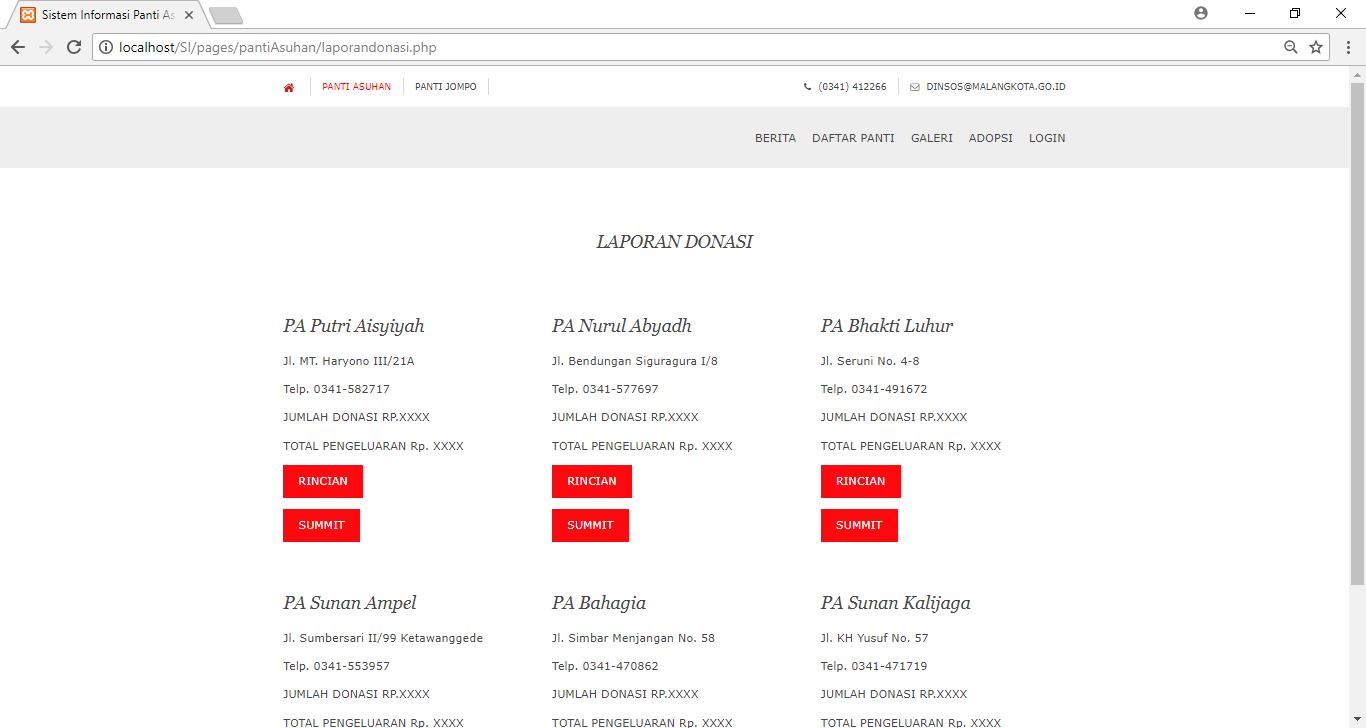 Sistem Informasi Panti As
localhost/SI/pages/pantiAsuhan/laporandonasi.php
PANTI ASUHAN PANTI JOMPO (0341) 412266 DINSOS@MALANGKOTA.GO.ID
BERITA DAFTAR PANTI GALERI ADOPSI LOGIN
LAPORAN DONASI
PA Putri Aisyiyah
Jl. MT. Haryono III/21A
Telp. 0341-582717
JUMLAH DONASI RP.XXXX
TOTAL PENGELUARAN Rp. XXXX
RINCIAN
SUMMIT
PA Nurul Abyadh
Jl. Bendungan Siguragura I/8
Telp. 0341-577697
JUMLAH DONASI RP.XXXX
TOTAL PENGELUARAN Rp. XXXX
RINCIAN
SUMMIT
PA Bhakti Luhur
Jl. Seruni No. 4-8
Telp. 0341-491672
JUMLAH DONASI RP.XXXX
TOTAL PENGELUARAN Rp. XXXX
RINCIAN
SUMMIT
PA Sunan Ampel
Jl. Sumbersari II/99 Ketawanggede
Telp. 0341-553957
JUMLAH DONASI RP.XXXX
TOTAL PENGELUARAN Rp. XXXX
PA Bahagia
Jl. Simbar Menjangan No. 58
Telp. 0341-470862
JUMLAH DONASI RP.XXXX
TOTAL PENGELUARAN Rp. XXXX
PA Sunan Kalijaga
Jl. KH Yusuf No. 57
Telp. 0341-471719
JUMLAH DONASI RP.XXXX
TOTAL PENGELUARAN Rp. XXXX